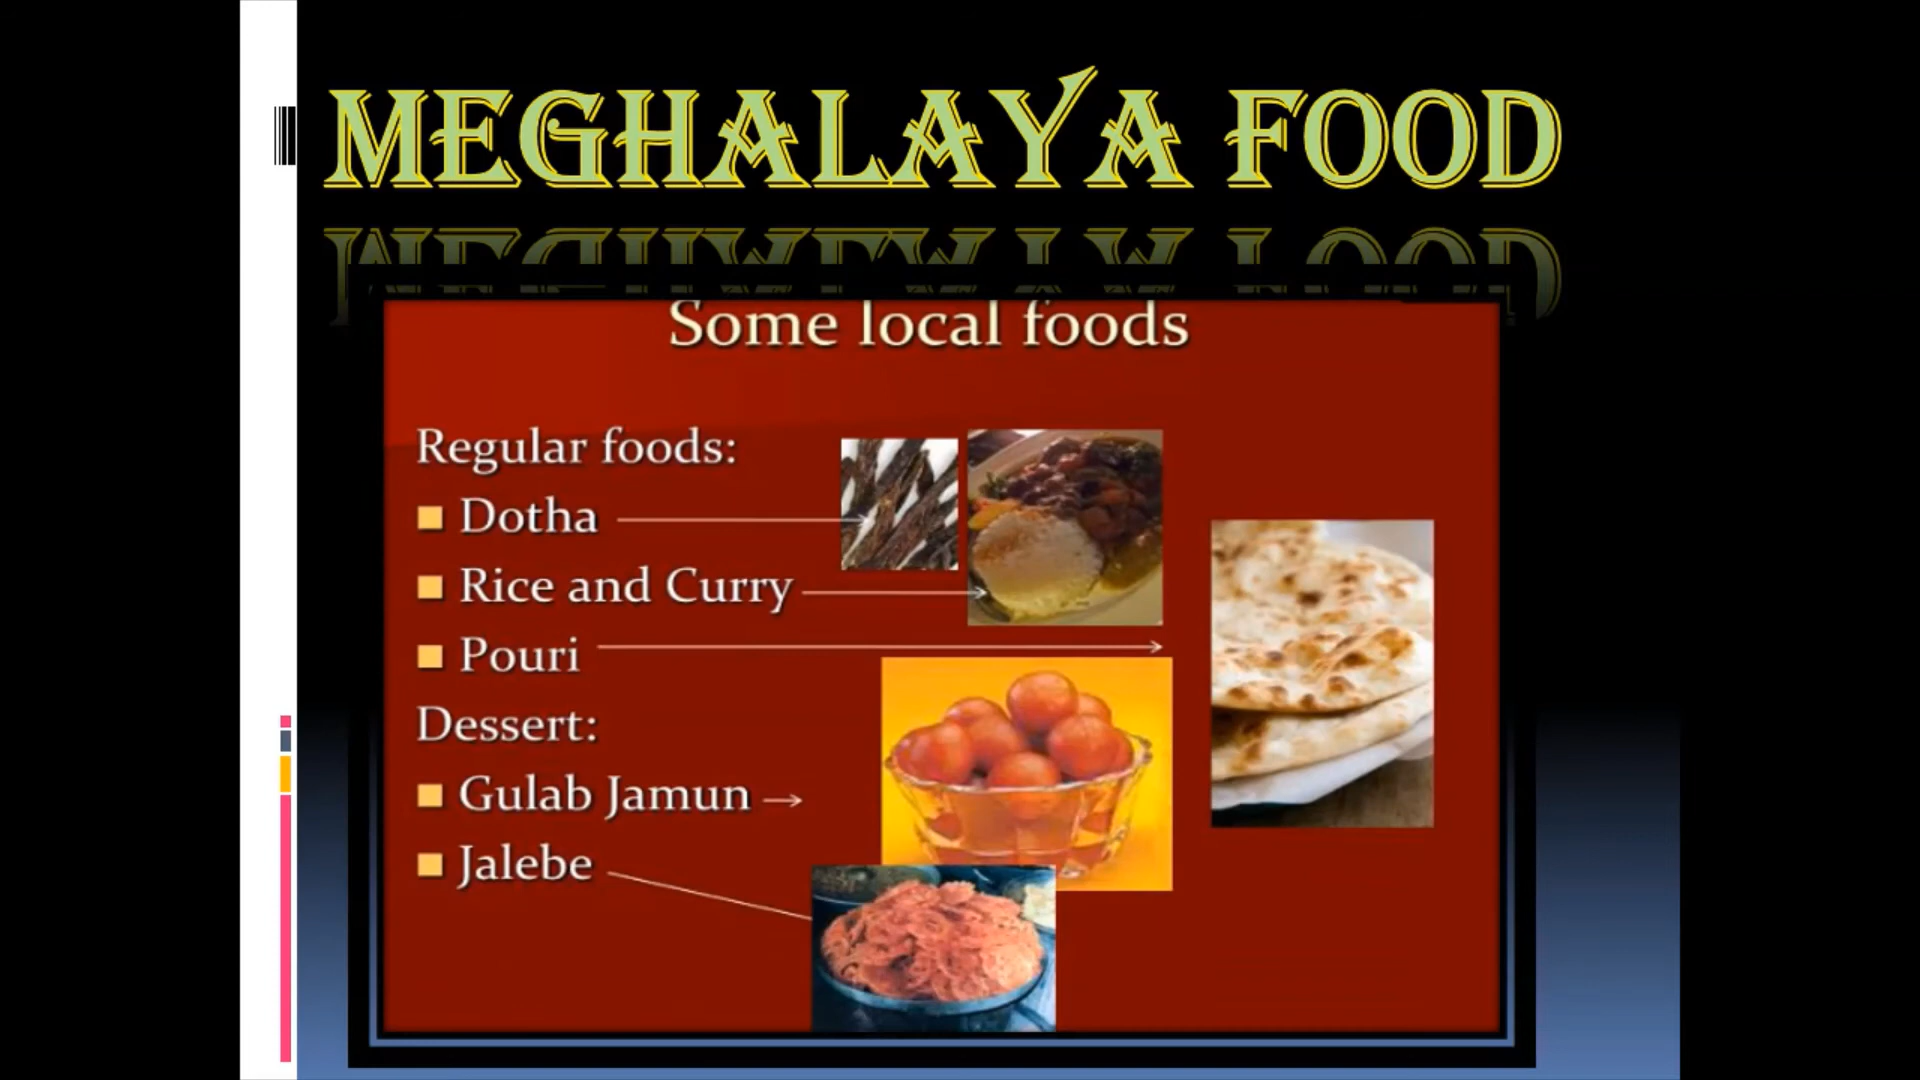 MEGHALAYA FOOD
Some local foods
Regular foods:
Dotha
Rice and Curry
Pouri
Dessert:
Gulab Jamun
Jalebe